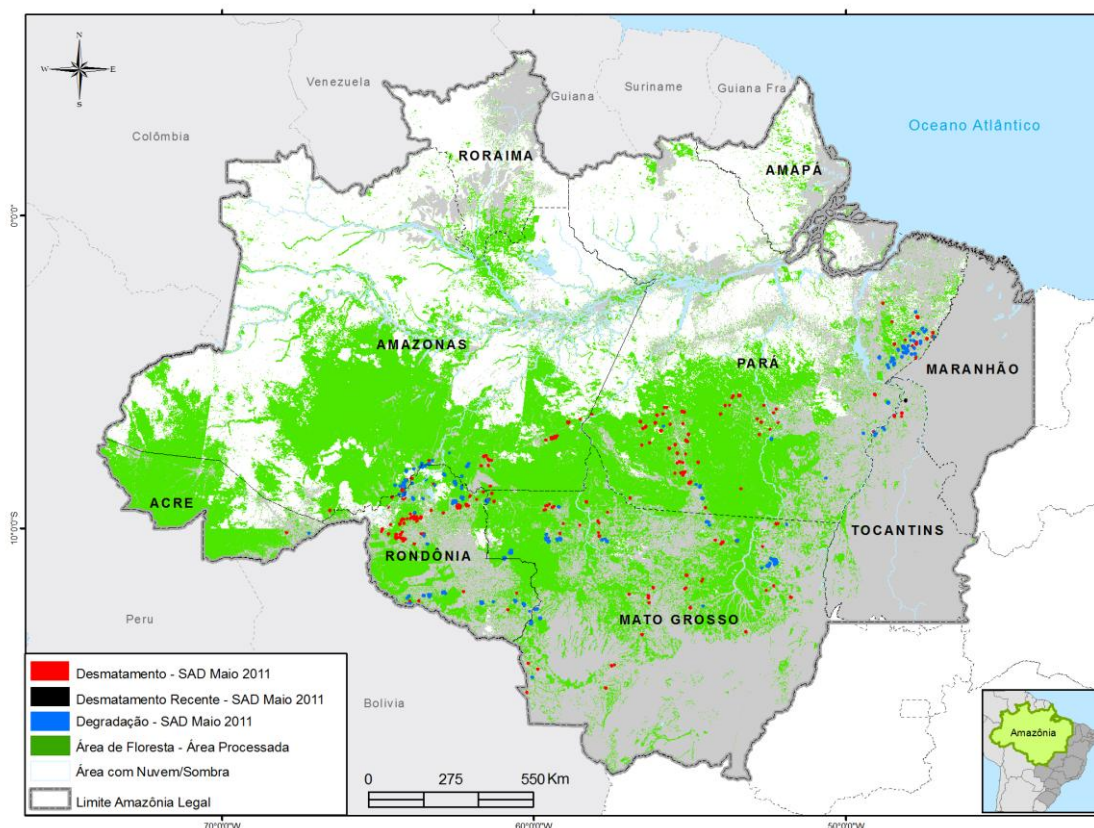 N
W E
S
Venezuela
Guiana
Suriname
Guiana Fra
Colômbia
Oceano Atlântico
RORAIMA
AMAPÁ
0°0'0"
AMAZONAS
PARÁ
MARANHÃO
ACRE
10°0'0"S
RONDÔNIA
TOCANTINS
MATO GROSSO
Peru
Bolivia
Desmatamento - SAD Maio 2011
Desmatamento Recente - SAD Maio 2011
Degradação - SAD Maio 2011
Área de Floresta - Área Processada
Área com Nuvem/Sombra
Limite Amazônia Legal
0 275 550 Km
Amazônia
70°0'0"W 60°0'0"W 50°0'0"W